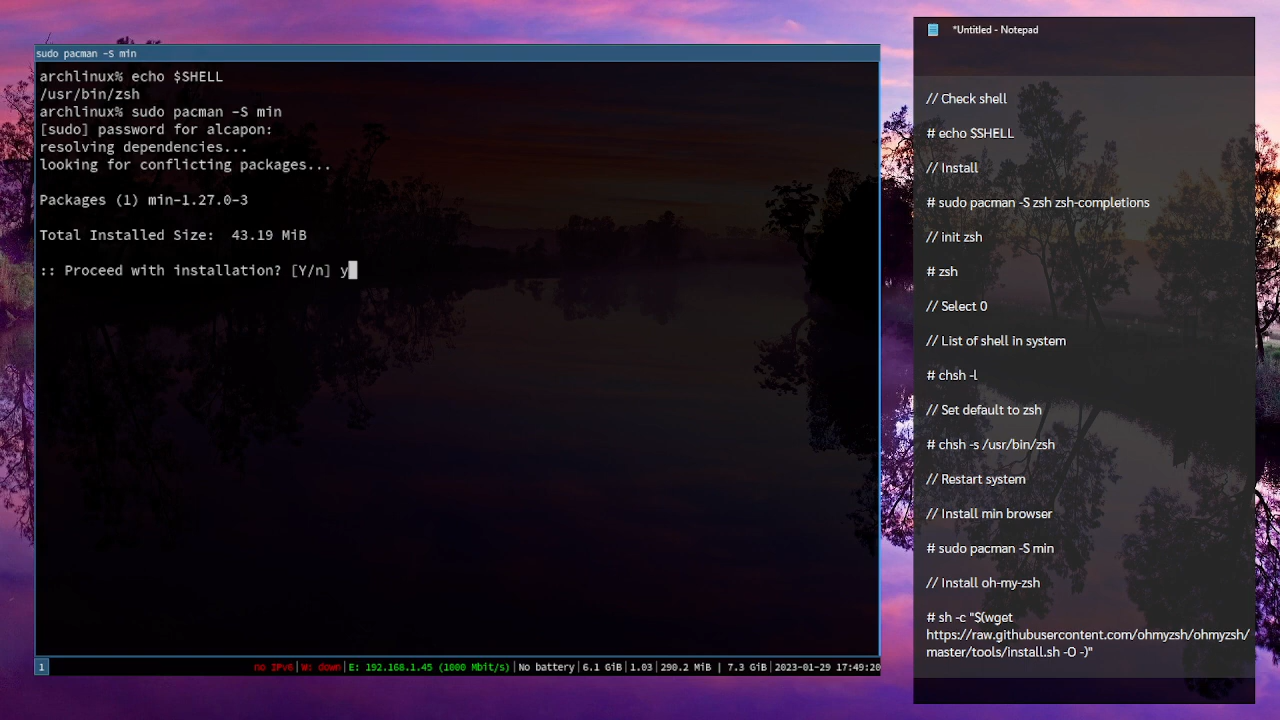 sudo pacman -S min
archlinux% echo $SHELL
/usr/bin/zsh
archlinux% sudo pacman -S min
[sudo] password for alcapon:
resolving dependencies...
looking for conflicting packages...
Packages (1) min-1.27.0-3
Total Installed Size:  43.19 MiB
:: Proceed with installation? [Y/n] y
1
no IPv6|W: down|E: 192.168.1.45 (1000 Mbit/s)|No battery|6.1 GiB|1.03|290.2 MiB | 7.3 GiB|2023-01-29 17:49:20
*Untitled - Notepad
// Check shell
# echo $SHELL
// Install
# sudo pacman -S zsh zsh-completions
// init zsh
# zsh
// Select 0
// List of shell in system
# chsh -l
// Set default to zsh
# chsh -s /usr/bin/zsh
// Restart system
// Install min browser
# sudo pacman -S min
// Install oh-my-zsh
# sh -c "$(wget
https://raw.githubusercontent.com/ohmyzsh/ohmyzsh/
master/tools/install.sh -O -)"